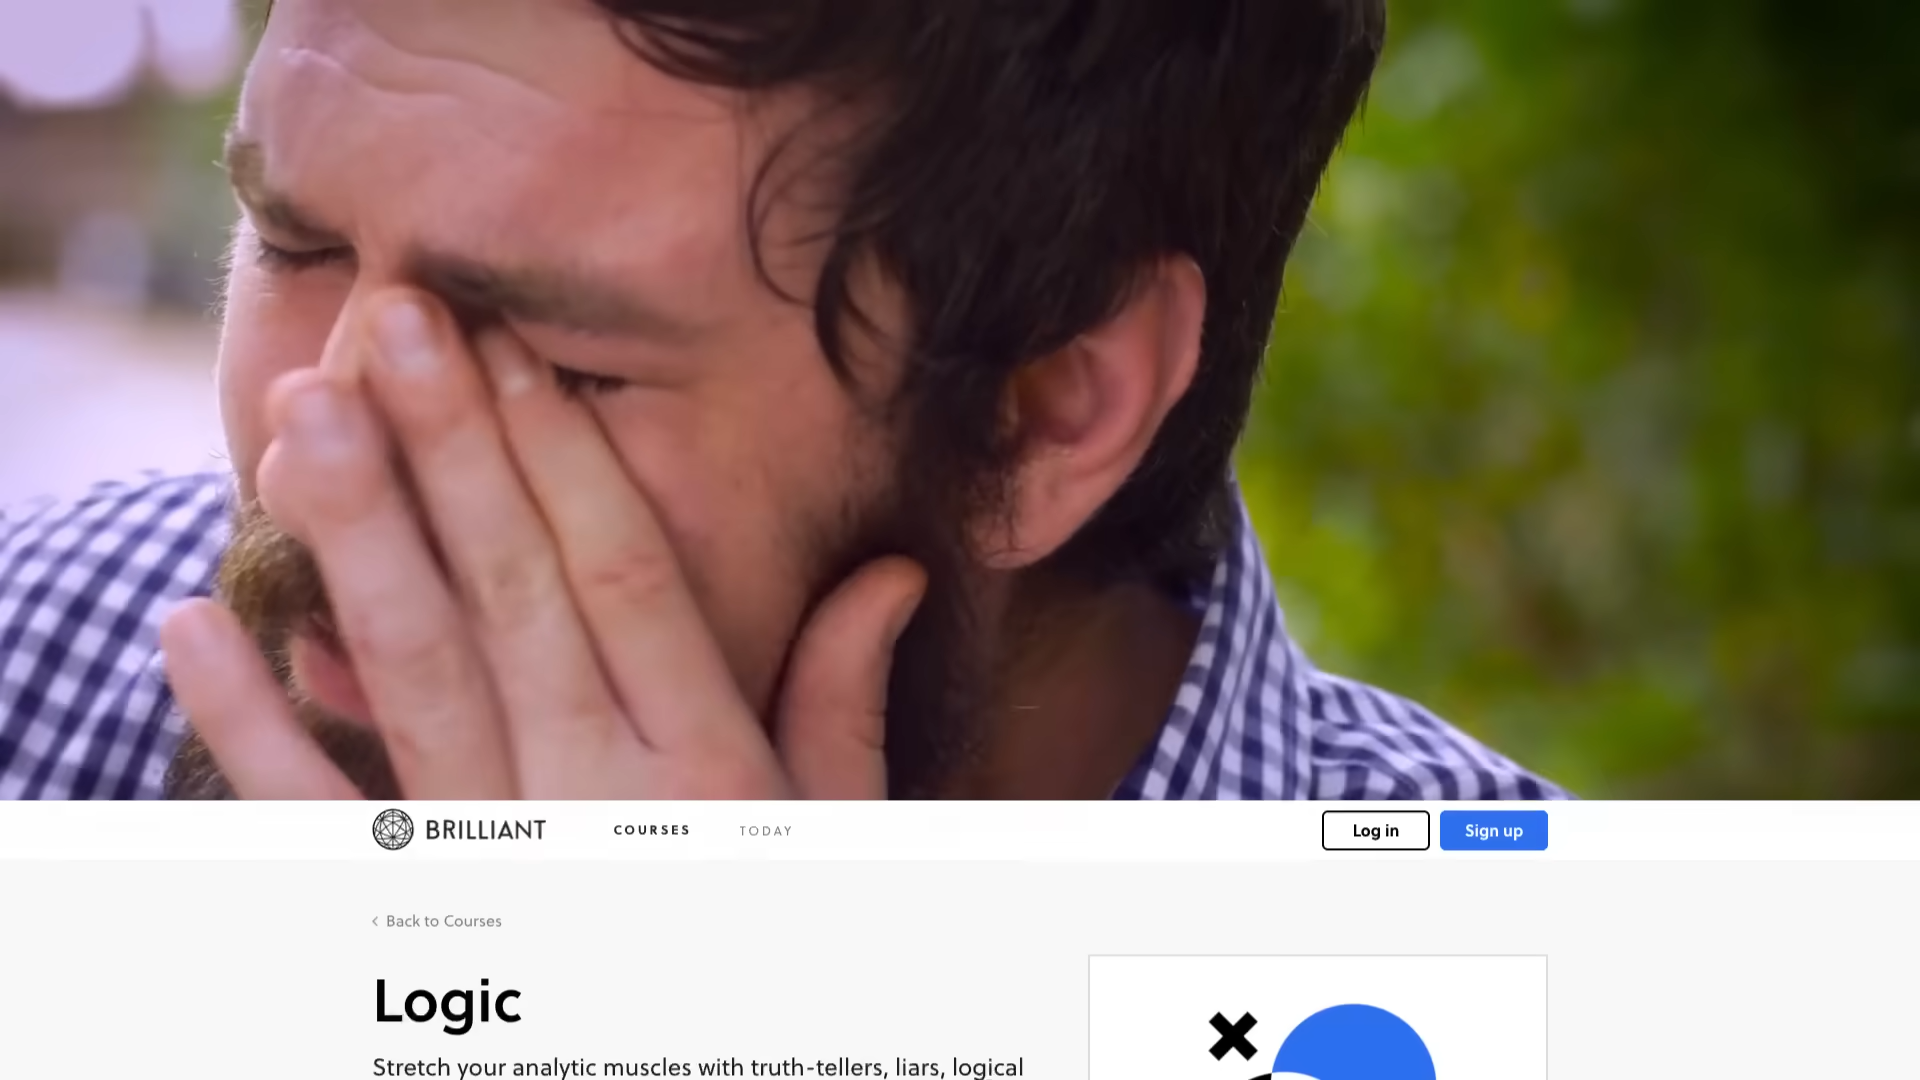 BRILLIANT
COURSES
TODAY
Log in
Sign up
Back to Courses
Logic
Stretch your analytic muscles with truth-tellers, liars, logical